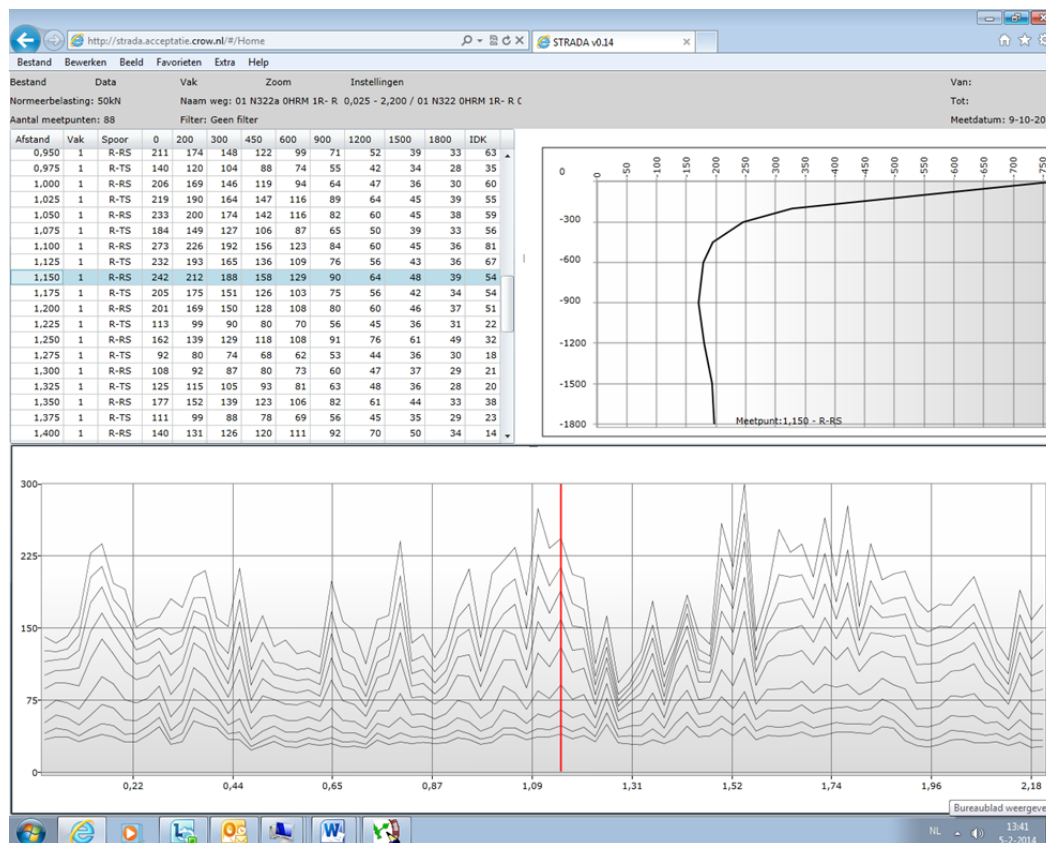 http://strada.acceptatie.crow.nl/#/Home
STRADA v0.14
Bestand Bewerken Beeld Favorieten Extra Help
Bestand Data Vak Zoom Instellingen Van:
Normeerbelasting: 50kN Naam weg: 01 N322a 0HRM 1R- R 0,025 - 2,200 / 01 N322 0HRM 1R- R C Tot:
Aantal meetpunten: 88 Filter: Geen filter Meetdatum: 9-10-20
Afstand Vak Spoor 0 200 300 450 600 900 1200 1500 1800 IDK
0,950 1 R-RS 211 174 148 122 99 71 52 39 33 63
0,975 1 R-TS 140 120 104 88 74 55 42 34 28 35
1,000 1 R-RS 206 169 146 119 94 64 47 36 30 60
1,025 1 R-TS 219 190 164 147 116 89 64 45 39 55
1,050 1 R-RS 233 200 174 142 116 82 60 45 38 59
1,075 1 R-TS 184 149 127 106 87 65 50 39 33 56
1,100 1 R-RS 273 226 192 156 123 84 60 45 36 81
1,125 1 R-TS 232 193 165 136 109 76 56 43 36 67
1,150 1 R-RS 242 212 188 158 129 90 64 48 39 54
1,175 1 R-TS 205 175 151 126 103 75 56 42 34 54
1,200 1 R-RS 201 169 150 128 108 80 60 46 37 51
1,225 1 R-TS 113 99 90 80 70 56 45 36 31 22
1,250 1 R-RS 162 139 129 118 108 91 76 61 49 32
1,275 1 R-TS 92 80 74 68 62 53 44 36 30 18
1,300 1 R-RS 108 92 87 80 73 60 47 37 29 21
1,325 1 R-TS 125 115 105 93 81 63 48 36 28 20
1,350 1 R-RS 177 152 139 123 106 82 61 44 33 38
1,375 1 R-TS 111 99 88 78 69 56 45 35 29 23
1,400 1 R-RS 140 131 126 120 111 92 70 50 34 14
0 0 50 100 150 200 250 300 350 400 450 500 550 600 650 700 750
-300
-600
-900
-1200
-1500
-1800
Meetpunt:1,150 - R-RS
300
225
150
75
0
0,22 0,44 0,65 0,87 1,09 1,31 1,52 1,74 1,96 2,18
Bureaublad weergeve
NL 13:41
5-2-2014